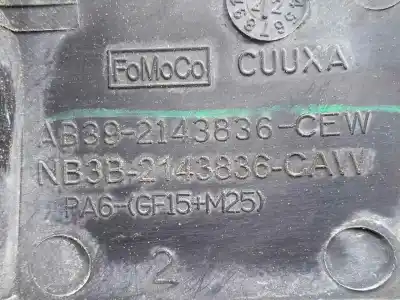 FoMoCo CUUXA
AB39-2143836-CEW
NB3B-2143836-CAW
PA6-(GF15+M25)
2